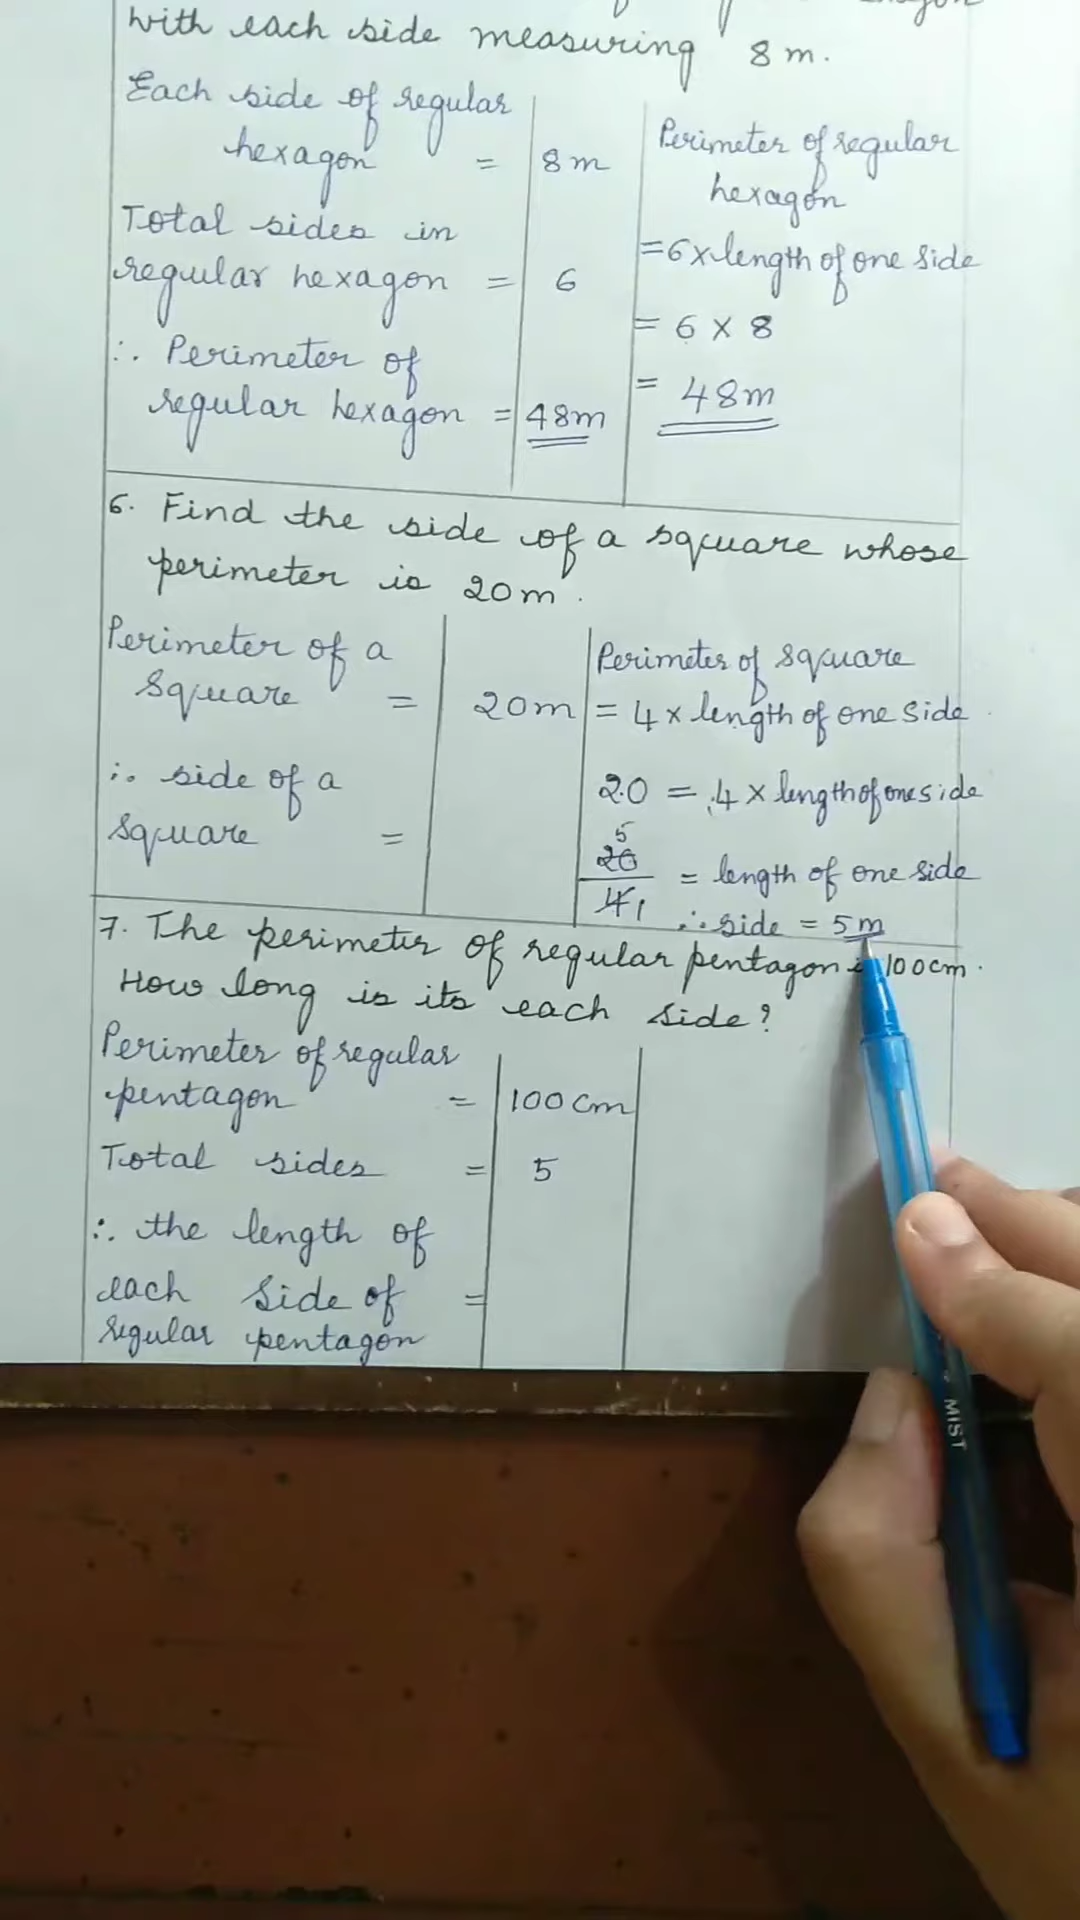 with each side measuring 8 m.
Each side of regular
hexagon = 8 m
Total sides in
regular hexagon = 6
∴ Perimeter of
regular hexagon = 48m
Perimeter of regular
hexagon
= 6 × length of one side
= 6 × 8
= 48m
6. Find the side of a square whose
perimeter is 20m.
Perimeter of a
square = 20m
∴ side of a
square =
Perimeter of square
= 4 × length of one side
20 = 4 × length of one side
5
20
4 1 = length of one side
∴ side = 5 m
7. The perimeter of regular pentagon 100cm.
How long is its each side?
Perimeter of regular
pentagon = 100 cm
Total sides = 5
∴ the length of
each side of =
regular pentagon
MIST